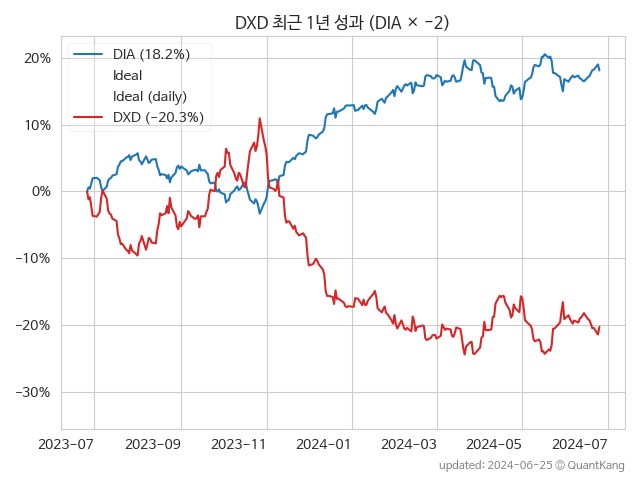 DXD 최근 1년 성과 (DIA × −2)
DIA (18.2%)
Ideal
Ideal (daily)
DXD (−20.3%)
20%
10%
0%
−10%
−20%
−30%
2023-07 2023-09 2023-11 2024-01 2024-03 2024-05 2024-07
updated: 2024-06-25 © QuantKang